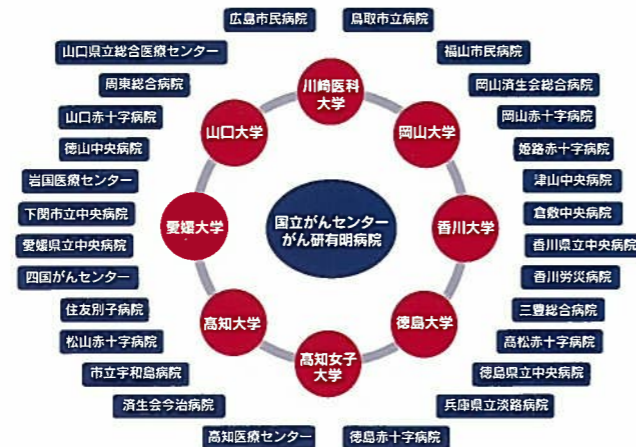 広島市民病院
鳥取市立病院
山口県立総合医療センター
福山市民病院
周東総合病院
岡山済生会総合病院
山口赤十字病院
岡山赤十字病院
徳山中央病院
姫路赤十字病院
岩国医療センター
津山中央病院
下関市立中央病院
倉敷中央病院
愛媛県立中央病院
香川県立中央病院
四国がんセンター
香川労災病院
住友別子病院
三豊総合病院
松山赤十字病院
高松赤十字病院
市立宇和島病院
徳島県立中央病院
済生会今治病院
兵庫県立淡路病院
高知医療センター
徳島赤十字病院
川崎医科
大学
山口大学
岡山大学
愛媛大学
香川大学
高知大学
徳島大学
高知女子
大学
国立がんセンター
がん研有明病院